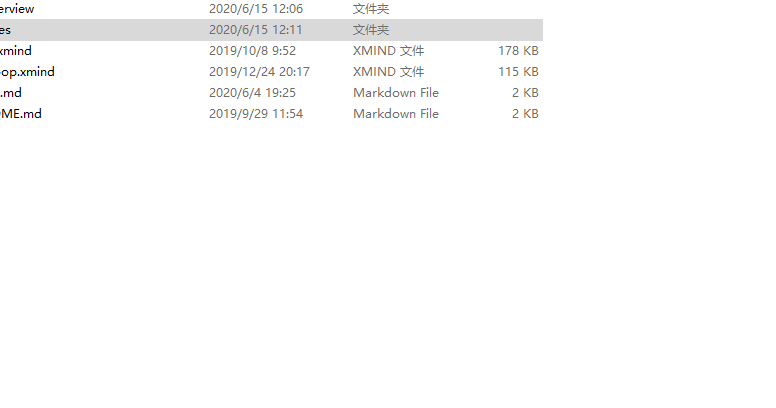 erview 2020/6/15 12:06 文件夹
es 2020/6/15 12:11 文件夹
xmind 2019/10/8 9:52 XMIND 文件 178 KB
op.xmind 2019/12/24 20:17 XMIND 文件 115 KB
.md 2020/6/4 19:25 Markdown File 2 KB
ME.md 2019/9/29 11:54 Markdown File 2 KB